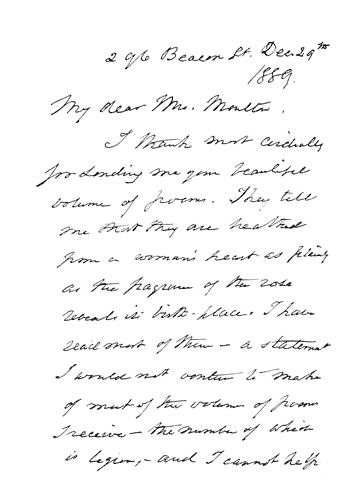 296 Beacon St. Dec. 29th
1889.
My dear Mrs. Moulton,
I thank most cordially
for sending me your beautiful
volume of poems. They tell
me that they are breathed
from a woman's heart as plainly
as the fragrance of the rose
reveals its birth-place. I have
read most of them – a statement
I would not venture to make
of most of the volumes of poems
I receive – the number of which
is legion, – and I cannot help